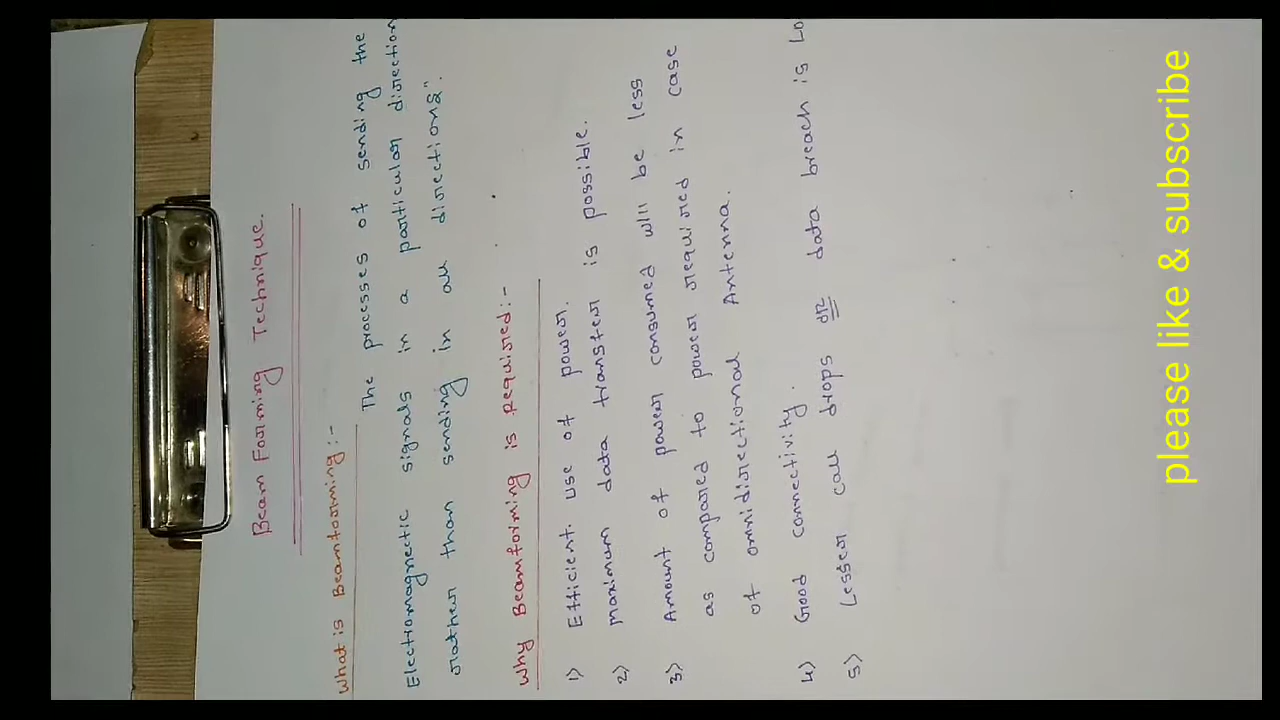 Beam Forming Technique.
What is Beamforming:-
The processes of sending the
Electromagnectic signals in a particular direction
rather than sending in all directions".
Why Beamforming is Required:-
1) Efficient use of power.
2) Maximum data transfer is possible.
3) Amount of power consumed will be less
as compared to power required in case
of omnidirectional Antenna.
4) Good connectivity.
5) Lesser call drops or data breach is Lo
please like & subscribe